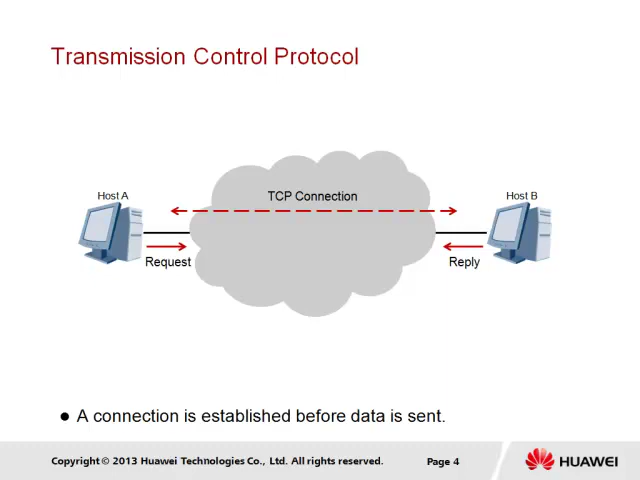 Transmission Control Protocol
TCP Connection
Host A
Host B
Request
Reply
● A connection is established before data is sent.
Copyright © 2013 Huawei Technologies Co., Ltd. All rights reserved.
Page 4
HUAWEI